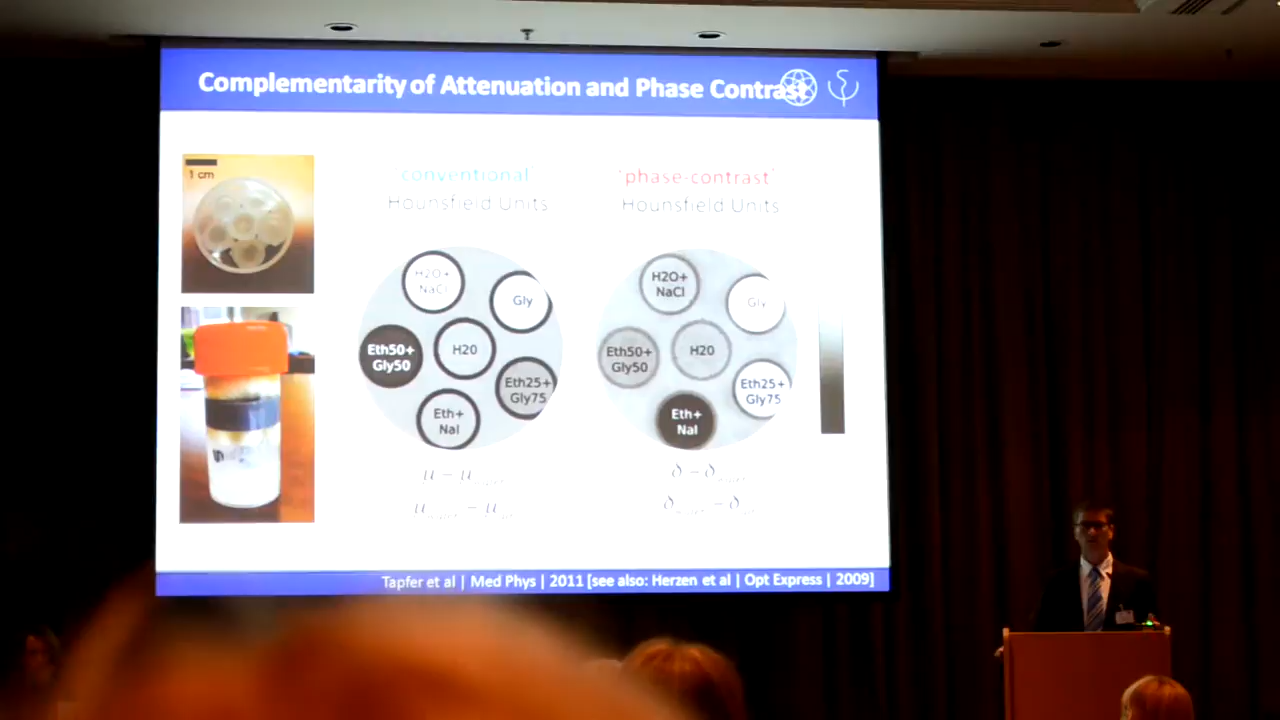 Complementarity of Attenuation and Phase Contrast
1 cm
'conventional'
Hounsfield Units
'phase-contrast'
Hounsfield Units
H2O+
NaCl
Gly
Eth50+
Gly50
H20
Eth25+
Gly75
Eth+
NaI
H2O+
NaCl
Gly
Eth50+
Gly50
H20
Eth25+
Gly75
Eth+
NaI
μ − μ
μ − μ
δ − δ
δ − δ
Tapfer et al | Med Phys | 2011 [see also: Herzen et al | Opt Express | 2009]